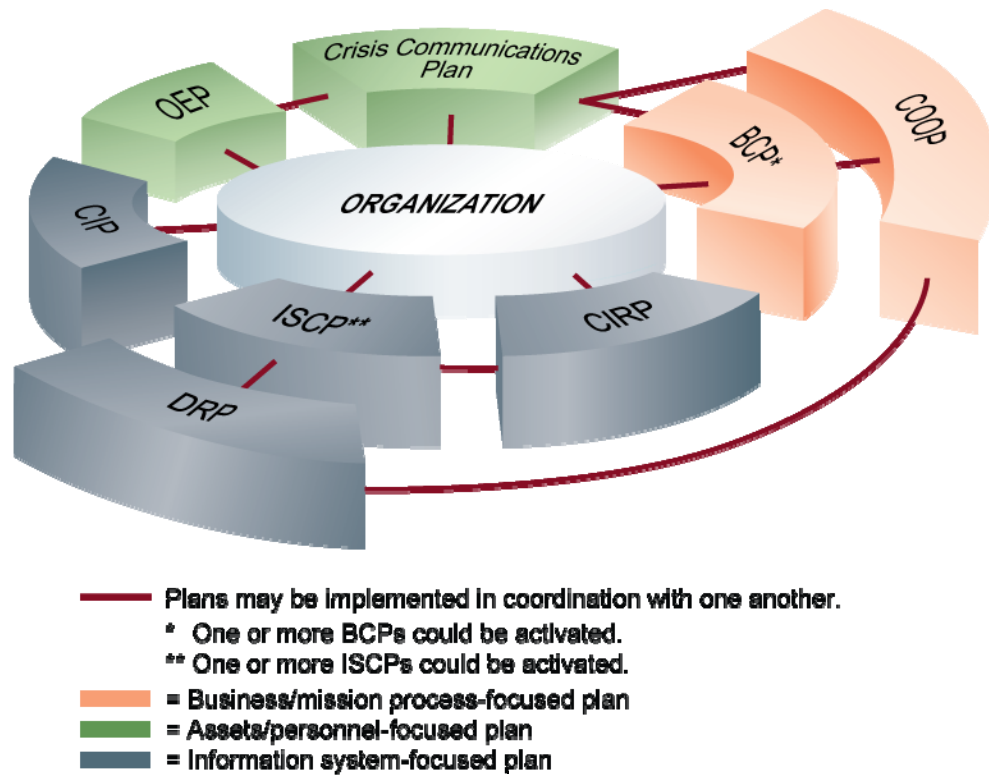 Crisis Communications
Plan
OEP
COOP
BCP*
CIP
ORGANIZATION
ISCP**
CIRP
DRP
Plans may be implemented in coordination with one another.
* One or more BCPs could be activated.
** One or more ISCPs could be activated.
= Business/mission process-focused plan
= Assets/personnel-focused plan
= Information system-focused plan